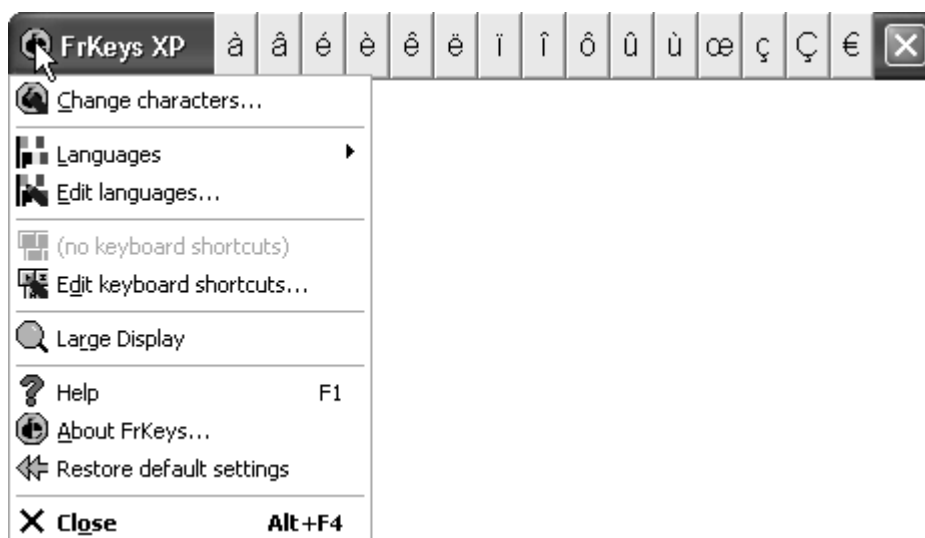 FrKeys XP à â é è ê ë ï î ô û ù œ ç Ç €
Change characters...
Languages
Edit languages...
(no keyboard shortcuts)
Edit keyboard shortcuts...
Large Display
Help F1
About FrKeys...
Restore default settings
Close Alt+F4